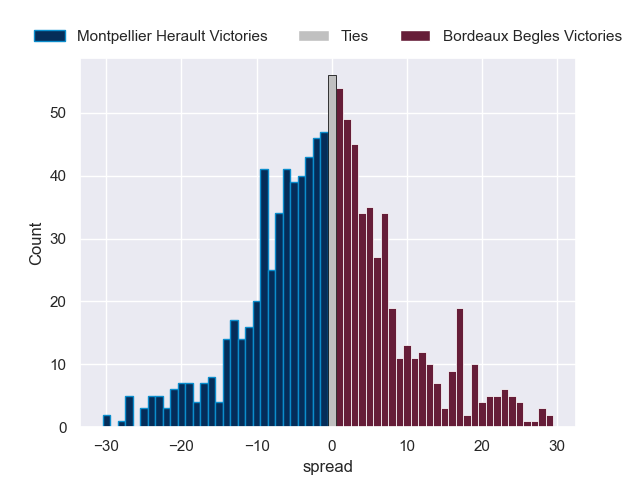 Montpellier Herault Victories Ties Bordeaux Begles Victories
50
40
30
20
10
0
Count
−30 −20 −10 0 10 20 30
spread